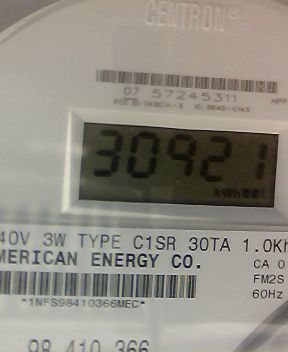 CENTRON®
07 57245311
30921
kWh
40V 3W TYPE C1SR 30TA 1.0Kh
MERICAN ENERGY CO.
CA 0
FM2S
60Hz
*1NFS98410366MEC*
98 410 366